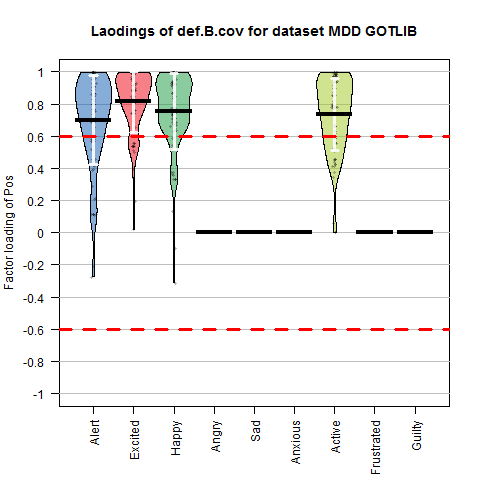 Laodings of def.B.cov for dataset MDD GOTLIB
Factor loading of Pos
1
0.8
0.6
0.4
0.2
0
-0.2
-0.4
-0.6
-0.8
-1
Alert
Excited
Happy
Angry
Sad
Anxious
Active
Frustrated
Guilty